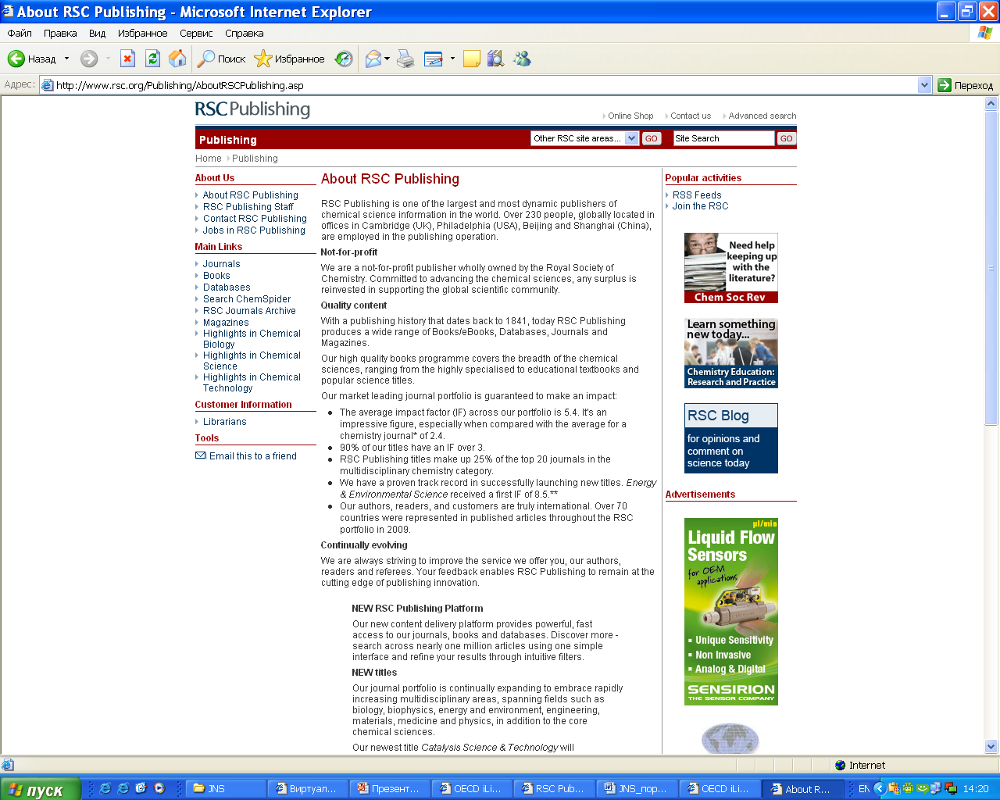 About RSC Publishing - Microsoft Internet Explorer
Файл Правка Вид Избранное Сервис Справка
Назад Поиск Избранное
Адрес: http://www.rsc.org/Publishing/AboutRSCPublishing.asp Переход
RSC Publishing
Online Shop Contact us Advanced search
Publishing Other RSC site areas... GO Site Search GO
Home Publishing
About Us
About RSC Publishing
RSC Publishing Staff
Contact RSC Publishing
Jobs in RSC Publishing
Main Links
Journals
Books
Databases
Search ChemSpider
RSC Journals Archive
Magazines
Highlights in Chemical
Biology
Highlights in Chemical
Science
Highlights in Chemical
Technology
Customer Information
Librarians
Tools
Email this to a friend
About RSC Publishing
RSC Publishing is one of the largest and most dynamic publishers of
chemical science information in the world. Over 230 people, globally located in
offices in Cambridge (UK), Philadelphia (USA), Beijing and Shanghai (China),
are employed in the publishing operation.
Not-for-profit
We are a not-for-profit publisher wholly owned by the Royal Society of
Chemistry. Committed to advancing the chemical sciences, any surplus is
reinvested in supporting the global scientific community.
Quality content
With a publishing history that dates back to 1841, today RSC Publishing
produces a wide range of Books/eBooks, Databases, Journals and
Magazines.
Our high quality books programme covers the breadth of the chemical
sciences, ranging from the highly specialised to educational textbooks and
popular science titles.
Our market leading journal portfolio is guaranteed to make an impact:
• The average impact factor (IF) across our portfolio is 5.4. It's an
impressive figure, especially when compared with the average for a
chemistry journal* of 2.4.
• 90% of our titles have an IF over 3.
• RSC Publishing titles make up 25% of the top 20 journals in the
multidisciplinary chemistry category.
• We have a proven track record in successfully launching new titles. Energy
& Environmental Science received a first IF of 8.5.**
• Our authors, readers, and customers are truly international. Over 70
countries were represented in published articles throughout the RSC
portfolio in 2009.
Continually evolving
We are always striving to improve the service we offer you, our authors,
readers and referees. Your feedback enables RSC Publishing to remain at the
cutting edge of publishing innovation.
NEW RSC Publishing Platform
Our new content delivery platform provides powerful, fast
access to our journals, books and databases. Discover more -
search across nearly one million articles using one simple
interface and refine your results through intuitive filters.
NEW titles
Our journal portfolio is continually expanding to embrace rapidly
increasing multidisciplinary areas, spanning fields such as
biology, biophysics, energy and environment, engineering,
materials, medicine and physics, in addition to the core
chemical sciences.
Our newest title Catalysis Science & Technology will
Popular activities
RSS Feeds
Join the RSC
Need help
keeping up
with the
literature?
Chem Soc Rev
Learn something
new today...
Chemistry Education:
Research and Practice
RSC Blog
for opinions and
comment on
science today
Advertisements
µl/min
Liquid Flow
Sensors
for OEM
applications
• Unique Sensitivity
• Non Invasive
• Analog & Digital
SENSIRION
THE SENSOR COMPANY
Internet
пуск JNS Виртуал... Презент... OECD iLi... RSC Pub... JNS_пор... OECD iLi... About R... EN 14:20